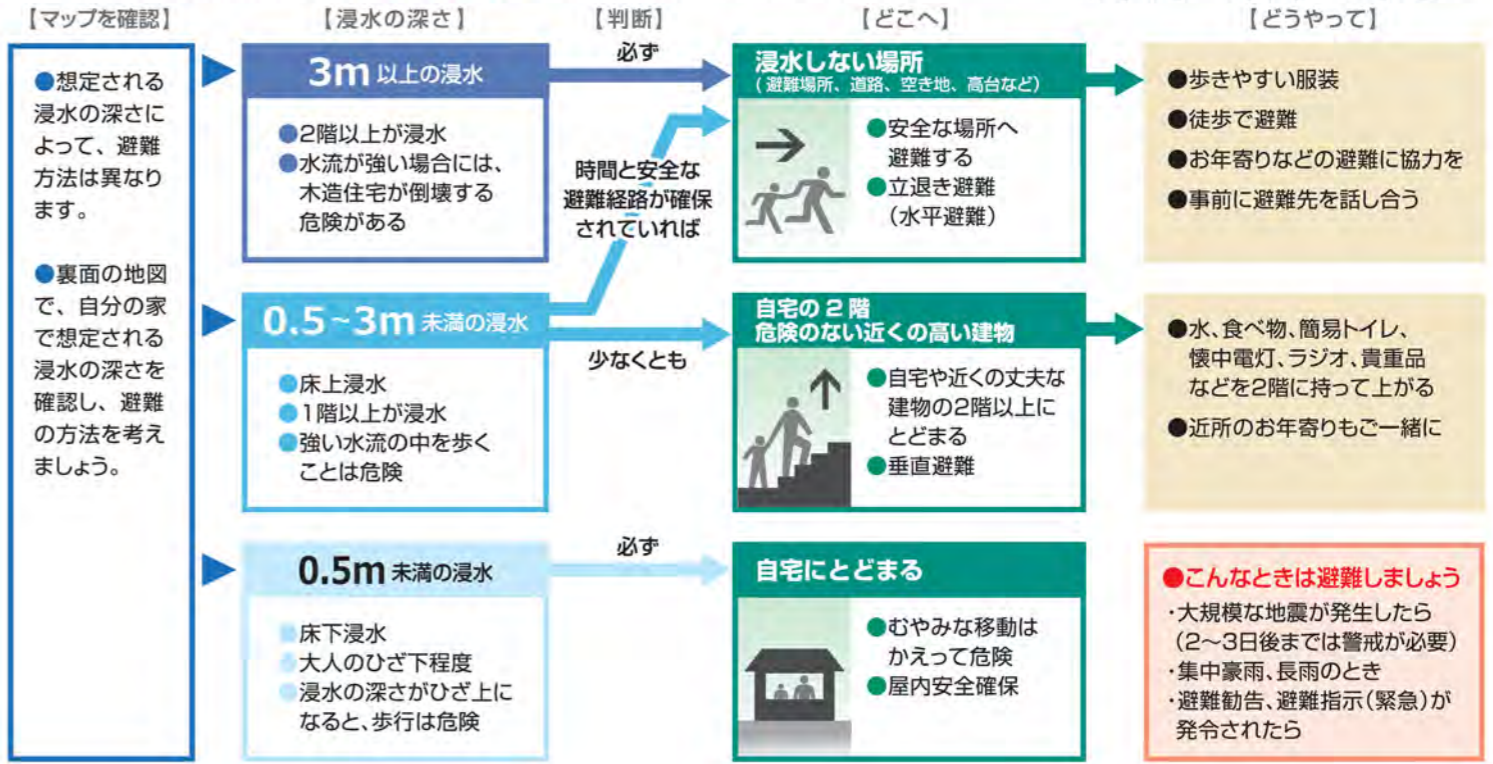 【マップを確認】
【浸水の深さ】
【判断】
【どこへ】
【どうやって】
●想定される
浸水の深さに
よって、避難
方法は異なり
ます。
●裏面の地図
で、自分の家
で想定される
浸水の深さを
確認し、避難
の方法を考え
ましょう。
3m 以上の浸水
●2階以上が浸水
●水流が強い場合には、
木造住宅が倒壊する
危険がある
必ず
浸水しない場所
(避難場所、道路、空き地、高台など)
●安全な場所へ
避難する
●立退き避難
(水平避難)
●歩きやすい服装
●徒歩で避難
●お年寄りなどの避難に協力を
●事前に避難先を話し合う
時間と安全な
避難経路が確保
されていれば
0.5~3m 未満の浸水
●床上浸水
●1階以上が浸水
●強い水流の中を歩く
ことは危険
少なくとも
自宅の2階
危険のない近くの高い建物
●自宅や近くの丈夫な
建物の2階以上に
とどまる
●垂直避難
●水、食べ物、簡易トイレ、
懐中電灯、ラジオ、貴重品
などを2階に持って上がる
●近所のお年寄りもご一緒に
0.5m 未満の浸水
●床下浸水
●大人のひざ下程度
●浸水の深さがひざ上に
なると、歩行は危険
必ず
自宅にとどまる
●むやみな移動は
かえって危険
●屋内安全確保
●こんなときは避難しましょう
・大規模な地震が発生したら
(2〜3日後までは警戒が必要)
・集中豪雨、長雨のとき
・避難勧告、避難指示(緊急)が
発令されたら